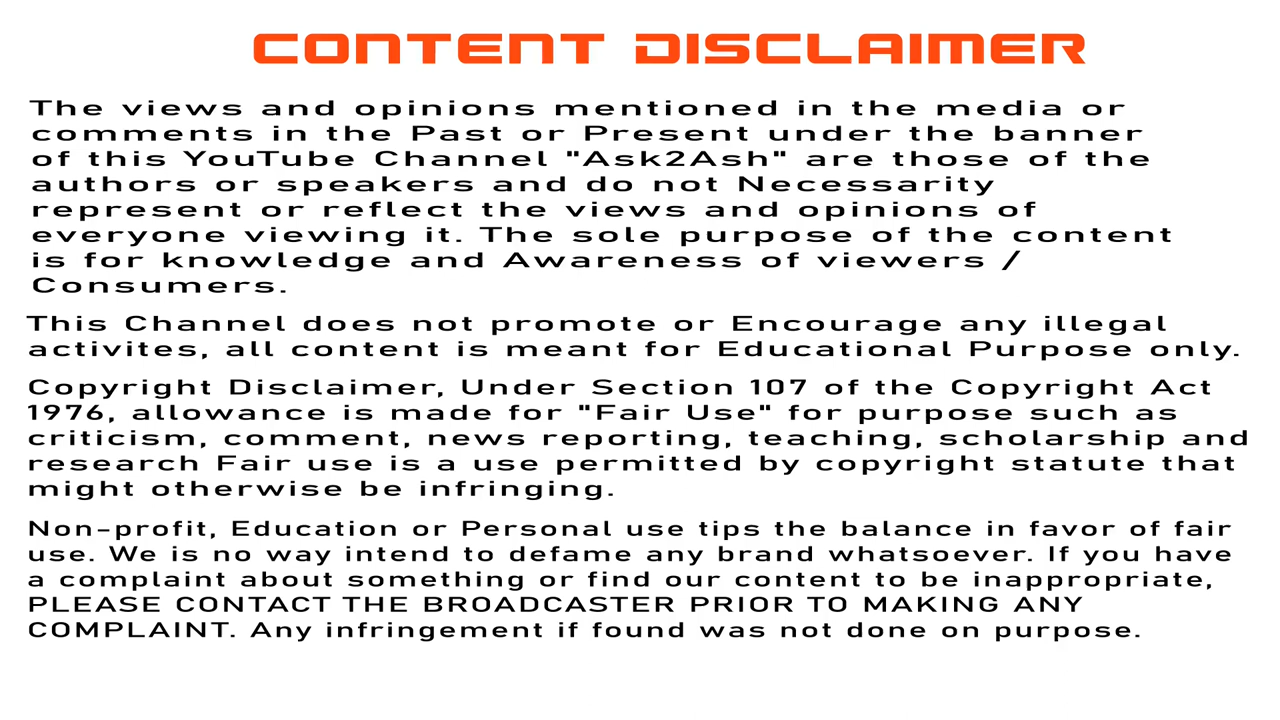 CONTENT DISCLAIMER
The views and opinions mentioned in the media or
comments in the Past or Present under the banner
of this YouTube Channel "Ask2Ash" are those of the
authors or speakers and do not Necessarity
represent or reflect the views and opinions of
everyone viewing it. The sole purpose of the content
is for knowledge and Awareness of viewers /
Consumers.
This Channel does not promote or Encourage any illegal
activites, all content is meant for Educational Purpose only.
Copyright Disclaimer, Under Section 107 of the Copyright Act
1976, allowance is made for "Fair Use" for purpose such as
criticism, comment, news reporting, teaching, scholarship and
research Fair use is a use permitted by copyright statute that
might otherwise be infringing.
Non-profit, Education or Personal use tips the balance in favor of fair
use. We is no way intend to defame any brand whatsoever. If you have
a complaint about something or find our content to be inappropriate,
PLEASE CONTACT THE BROADCASTER PRIOR TO MAKING ANY
COMPLAINT. Any infringement if found was not done on purpose.